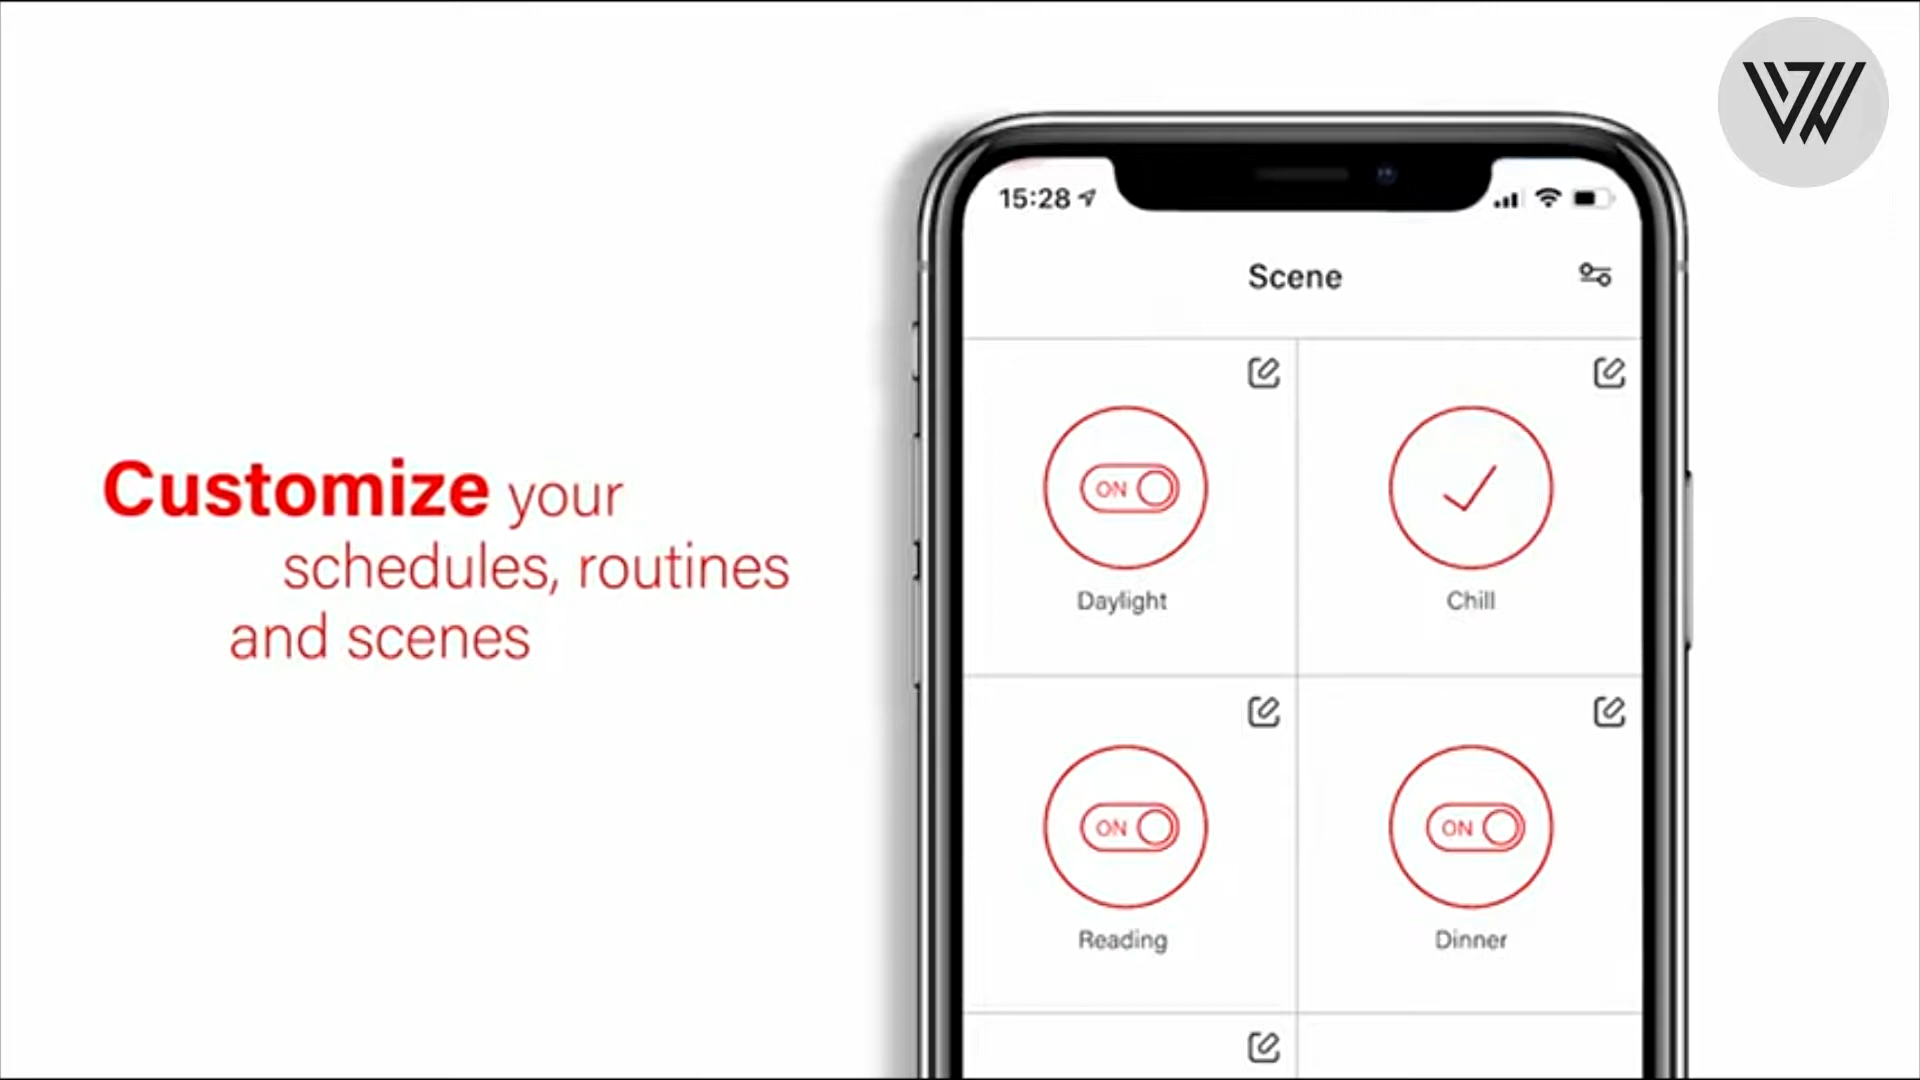 Customize your
schedules, routines
and scenes
15:28
Scene
ON
Daylight
Chill
ON
Reading
ON
Dinner